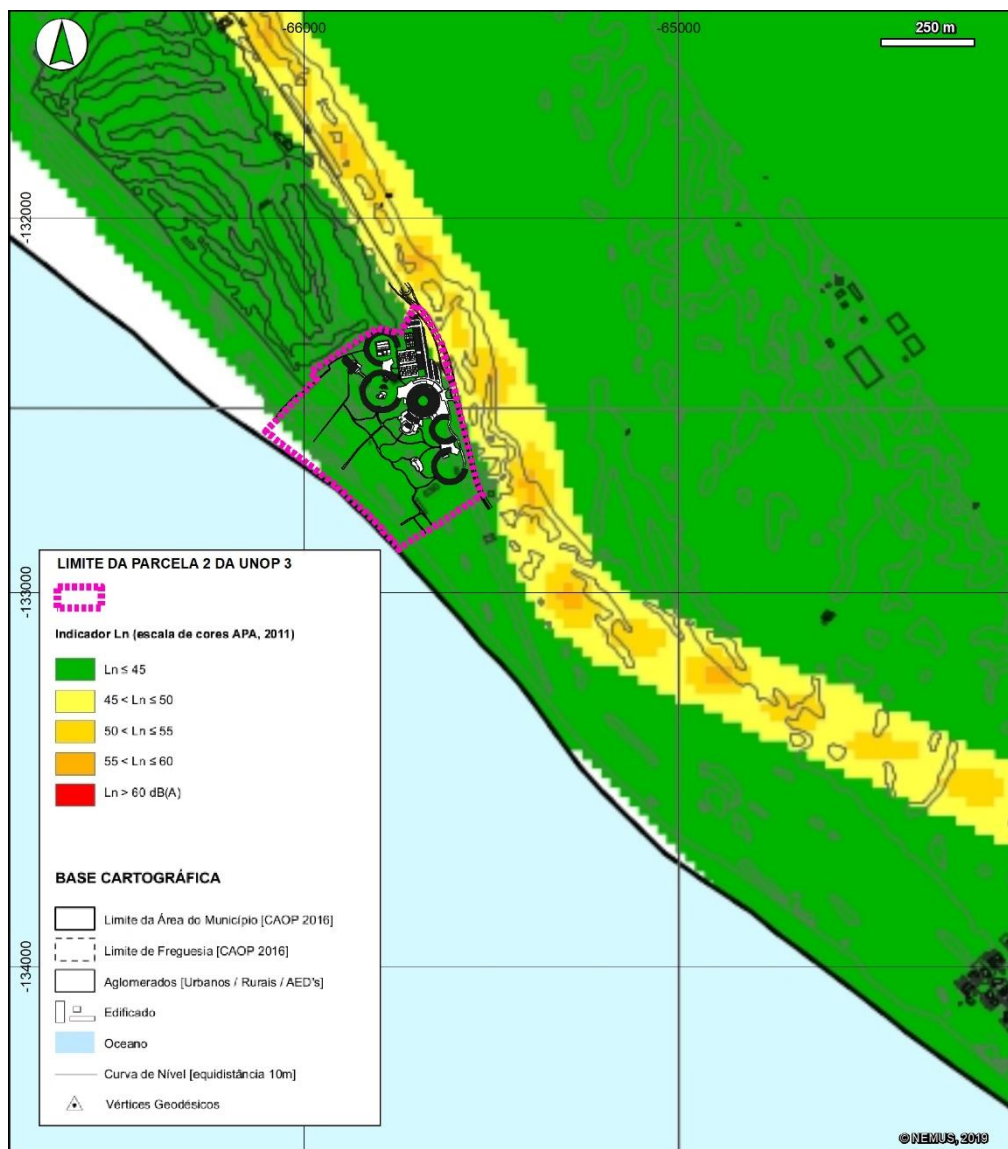 -66000
-65000
250 m
-132000
-133000
-134000
LIMITE DA PARCELA 2 DA UNOP 3
Indicador Ln (escala de cores APA, 2011)
Ln ≤ 45
45 < Ln ≤ 50
50 < Ln ≤ 55
55 < Ln ≤ 60
Ln > 60 dB(A)
BASE CARTOGRÁFICA
Limite da Área do Município [CAOP 2016]
Limite de Freguesia [CAOP 2016]
Aglomerados [Urbanos / Rurais / AED's]
Edificado
Oceano
Curva de Nível [equidistância 10m]
Vértices Geodésicos
© NEMUS, 2019